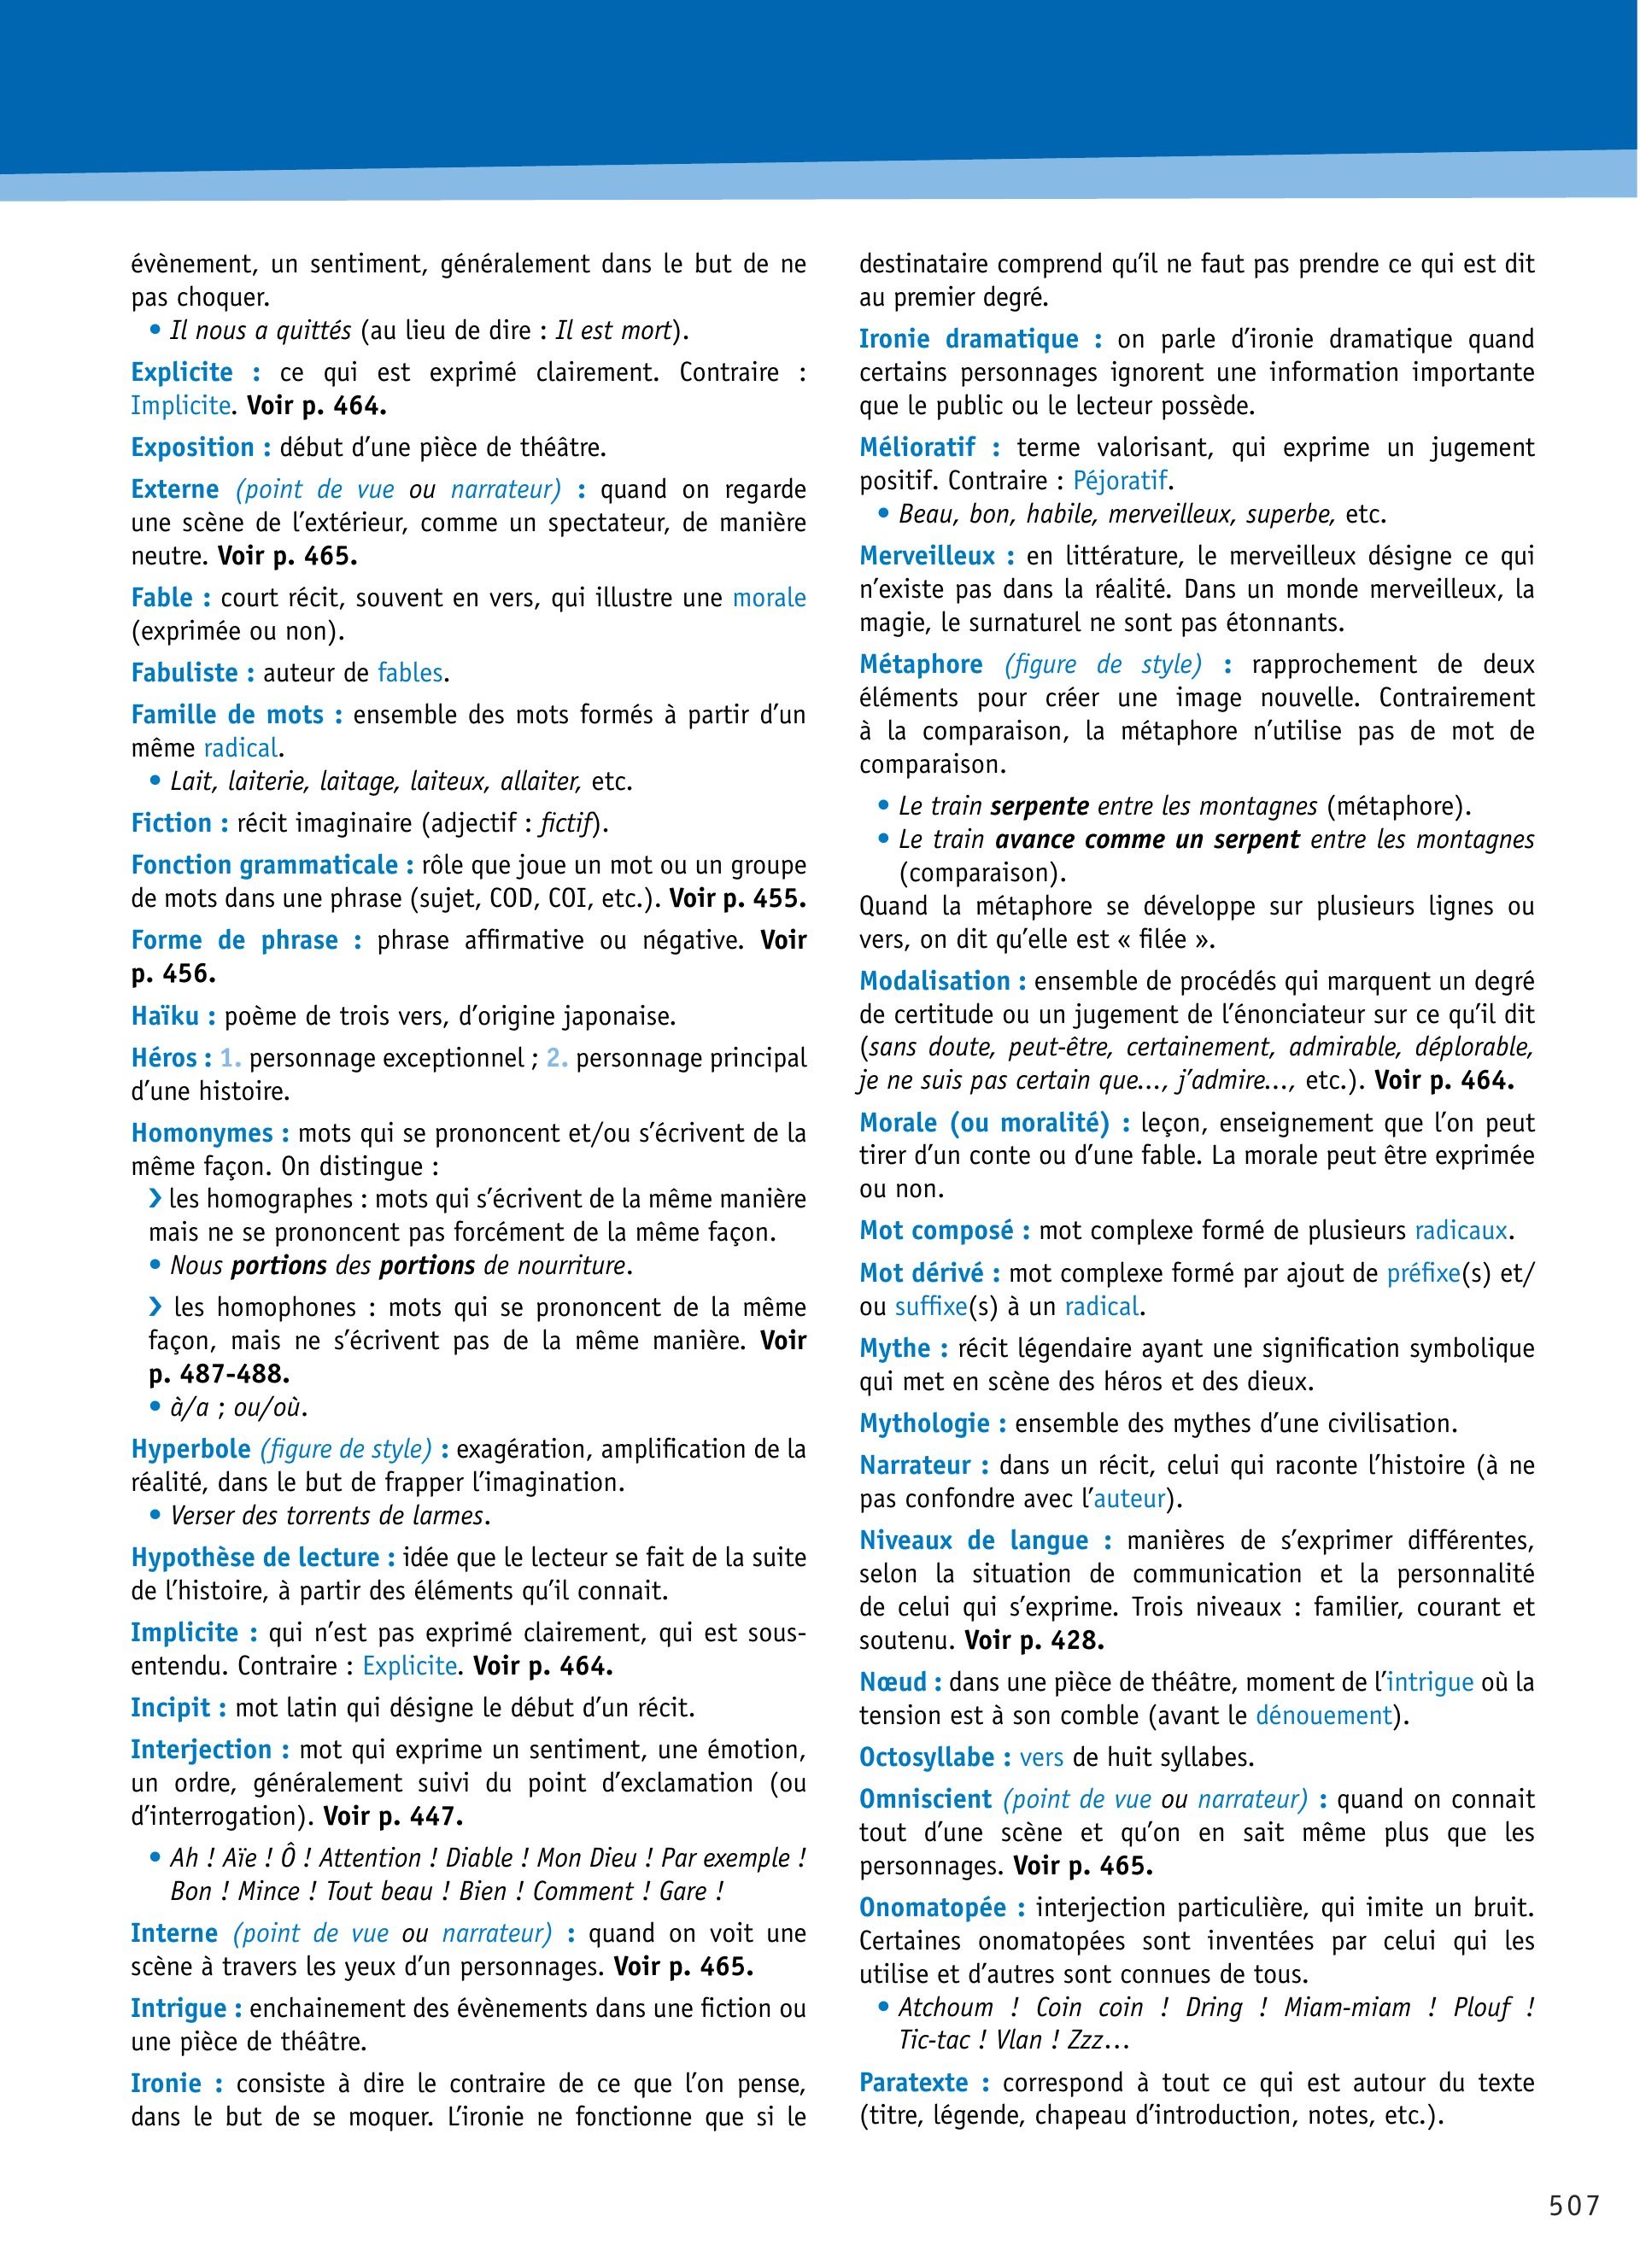 évènement, un sentiment, généralement dans le but de ne
pas choquer.
• Il nous a quittés (au lieu de dire : Il est mort).
Explicite : ce qui est exprimé clairement. Contraire :
Implicite. Voir p. 464.
Exposition : début d’une pièce de théâtre.
Externe (point de vue ou narrateur) : quand on regarde
une scène de l’extérieur, comme un spectateur, de manière
neutre. Voir p. 465.
Fable : court récit, souvent en vers, qui illustre une morale
(exprimée ou non).
Fabuliste : auteur de fables.
Famille de mots : ensemble des mots formés à partir d’un
même radical.
• Lait, laiterie, laitage, laiteux, allaiter, etc.
Fiction : récit imaginaire (adjectif : fictif).
Fonction grammaticale : rôle que joue un mot ou un groupe
de mots dans une phrase (sujet, COD, COI, etc.). Voir p. 455.
Forme de phrase : phrase affirmative ou négative. Voir
p. 456.
Haïku : poème de trois vers, d’origine japonaise.
Héros : 1. personnage exceptionnel ; 2. personnage principal
d’une histoire.
Homonymes : mots qui se prononcent et/ou s’écrivent de la
même façon. On distingue :
❯ les homographes : mots qui s’écrivent de la même manière
mais ne se prononcent pas forcément de la même façon.
• Nous portions des portions de nourriture.
❯ les homophones : mots qui se prononcent de la même
façon, mais ne s’écrivent pas de la même manière. Voir
p. 487-488.
• à/a ; ou/où.
Hyperbole (figure de style) : exagération, amplification de la
réalité, dans le but de frapper l’imagination.
• Verser des torrents de larmes.
Hypothèse de lecture : idée que le lecteur se fait de la suite
de l’histoire, à partir des éléments qu’il connait.
Implicite : qui n’est pas exprimé clairement, qui est sous-
entendu. Contraire : Explicite. Voir p. 464.
Incipit : mot latin qui désigne le début d’un récit.
Interjection : mot qui exprime un sentiment, une émotion,
un ordre, généralement suivi du point d’exclamation (ou
d’interrogation). Voir p. 447.
• Ah ! Aïe ! Ô ! Attention ! Diable ! Mon Dieu ! Par exemple !
Bon ! Mince ! Tout beau ! Bien ! Comment ! Gare !
Interne (point de vue ou narrateur) : quand on voit une
scène à travers les yeux d’un personnages. Voir p. 465.
Intrigue : enchainement des évènements dans une fiction ou
une pièce de théâtre.
Ironie : consiste à dire le contraire de ce que l’on pense,
dans le but de se moquer. L’ironie ne fonctionne que si le
destinataire comprend qu’il ne faut pas prendre ce qui est dit
au premier degré.
Ironie dramatique : on parle d’ironie dramatique quand
certains personnages ignorent une information importante
que le public ou le lecteur possède.
Mélioratif : terme valorisant, qui exprime un jugement
positif. Contraire : Péjoratif.
• Beau, bon, habile, merveilleux, superbe, etc.
Merveilleux : en littérature, le merveilleux désigne ce qui
n’existe pas dans la réalité. Dans un monde merveilleux, la
magie, le surnaturel ne sont pas étonnants.
Métaphore (figure de style) : rapprochement de deux
éléments pour créer une image nouvelle. Contrairement
à la comparaison, la métaphore n’utilise pas de mot de
comparaison.
• Le train serpente entre les montagnes (métaphore).
• Le train avance comme un serpent entre les montagnes
(comparaison).
Quand la métaphore se développe sur plusieurs lignes ou
vers, on dit qu’elle est « filée ».
Modalisation : ensemble de procédés qui marquent un degré
de certitude ou un jugement de l’énonciateur sur ce qu’il dit
(sans doute, peut-être, certainement, admirable, déplorable,
je ne suis pas certain que…, j’admire…, etc.). Voir p. 464.
Morale (ou moralité) : leçon, enseignement que l’on peut
tirer d’un conte ou d’une fable. La morale peut être exprimée
ou non.
Mot composé : mot complexe formé de plusieurs radicaux.
Mot dérivé : mot complexe formé par ajout de préfixe(s) et/
ou suffixe(s) à un radical.
Mythe : récit légendaire ayant une signification symbolique
qui met en scène des héros et des dieux.
Mythologie : ensemble des mythes d’une civilisation.
Narrateur : dans un récit, celui qui raconte l’histoire (à ne
pas confondre avec l’auteur).
Niveaux de langue : manières de s’exprimer différentes,
selon la situation de communication et la personnalité
de celui qui s’exprime. Trois niveaux : familier, courant et
soutenu. Voir p. 428.
Nœud : dans une pièce de théâtre, moment de l’intrigue où la
tension est à son comble (avant le dénouement).
Octosyllabe : vers de huit syllabes.
Omniscient (point de vue ou narrateur) : quand on connait
tout d’une scène et qu’on en sait même plus que les
personnages. Voir p. 465.
Onomatopée : interjection particulière, qui imite un bruit.
Certaines onomatopées sont inventées par celui qui les
utilise et d’autres sont connues de tous.
• Atchoum ! Coin coin ! Dring ! Miam-miam ! Plouf !
Tic-tac ! Vlan ! Zzz…
Paratexte : correspond à tout ce qui est autour du texte
(titre, légende, chapeau d’introduction, notes, etc.).
507